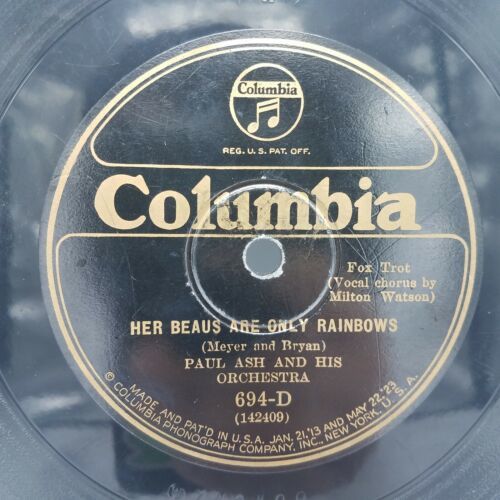 Columbia
REG. U. S. PAT. OFF.
Columbia
Fox Trot
(Vocal chorus by
Milton Watson)
HER BEAUS ARE ONLY RAINBOWS
(Meyer and Bryan)
PAUL ASH AND HIS
ORCHESTRA
694-D
(142409)
MADE AND PAT'D IN U.S.A. JAN. 21,'13 AND MAY 22,'23
© COLUMBIA PHONOGRAPH COMPANY, INC., NEW YORK, U. S. A.